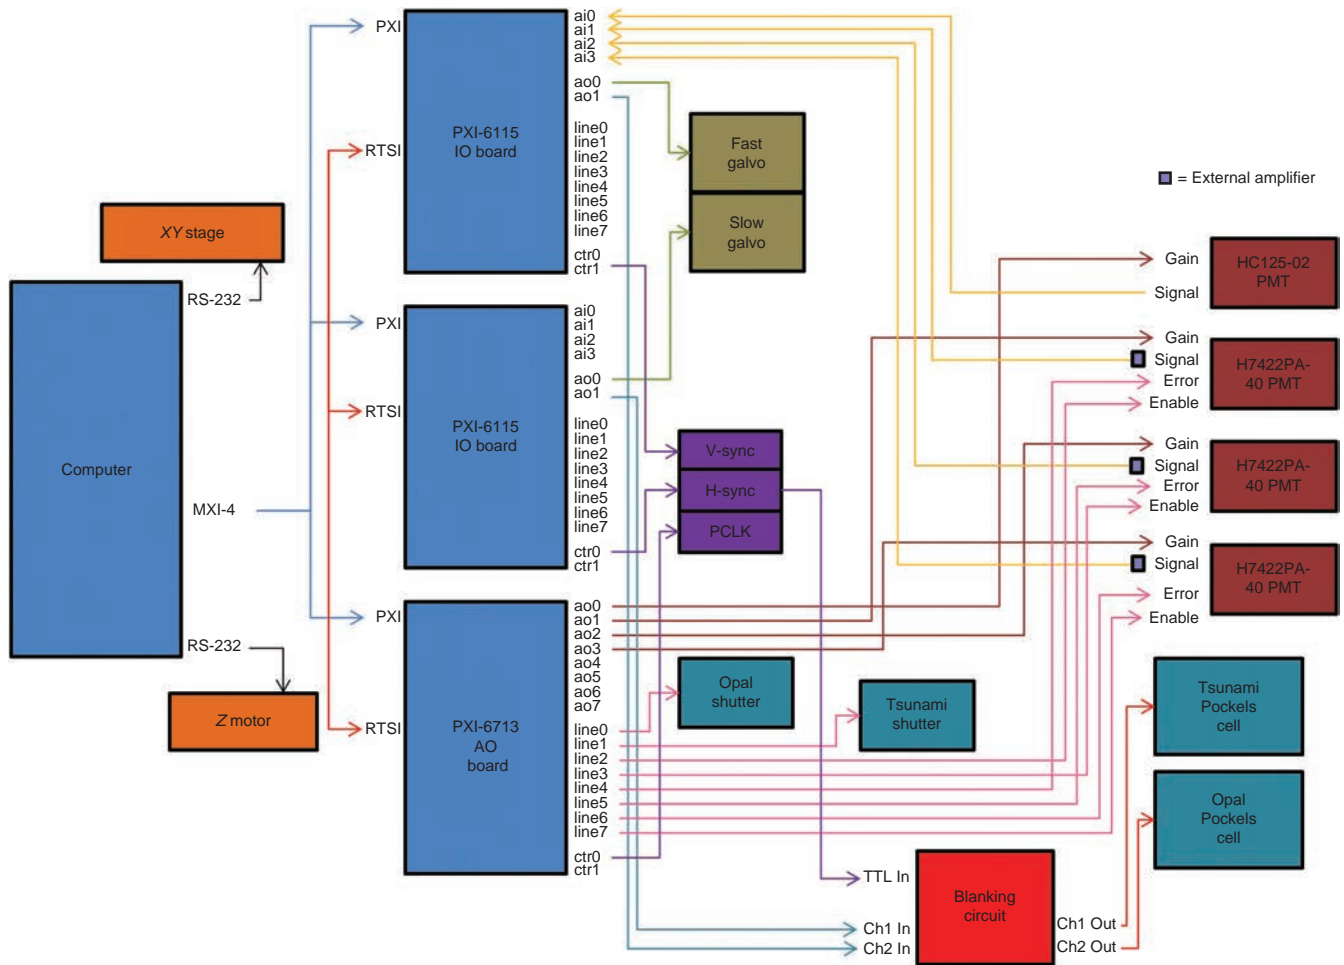 PXI
RTSI
PXI-6115
IO board
ai0
ai1
ai2
ai3
ao0
ao1
line0
line1
line2
line3
line4
line5
line6
line7
ctr0
ctr1
Fast
galvo
Slow
galvo
= External amplifier
XY stage
RS-232
Computer
MXI-4
RS-232
Z motor
PXI
RTSI
PXI-6115
IO board
ai0
ai1
ai2
ai3
ao0
ao1
line0
line1
line2
line3
line4
line5
line6
line7
ctr0
ctr1
V-sync
H-sync
PCLK
Gain
Signal
HC125-02
PMT
Gain
Signal
Error
Enable
H7422PA-
40 PMT
Gain
Signal
Error
Enable
H7422PA-
40 PMT
Gain
Signal
Error
Enable
H7422PA-
40 PMT
PXI
RTSI
PXI-6713
AO
board
ao0
ao1
ao2
ao3
ao4
ao5
ao6
ao7
line0
line1
line2
line3
line4
line5
line6
line7
ctr0
ctr1
Opal
shutter
Tsunami
shutter
Tsunami
Pockels
cell
Opal
Pockels
cell
TTL In
Ch1 In
Ch2 In
Blanking
circuit
Ch1 Out
Ch2 Out